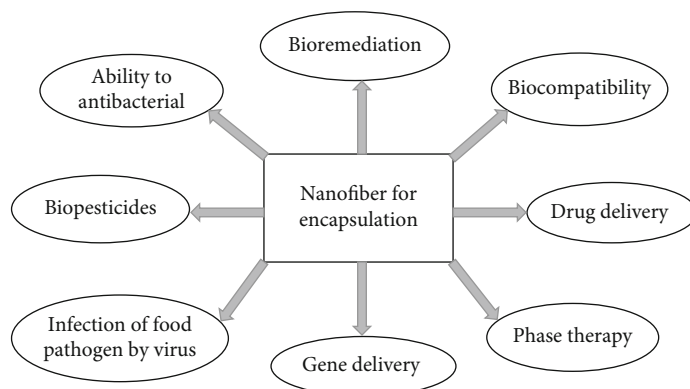 Bioremediation
Ability to
antibacterial
Biocompatibility
Biopesticides
Nanofiber for
encapsulation
Drug delivery
Infection of food
pathogen by virus
Gene delivery
Phase therapy